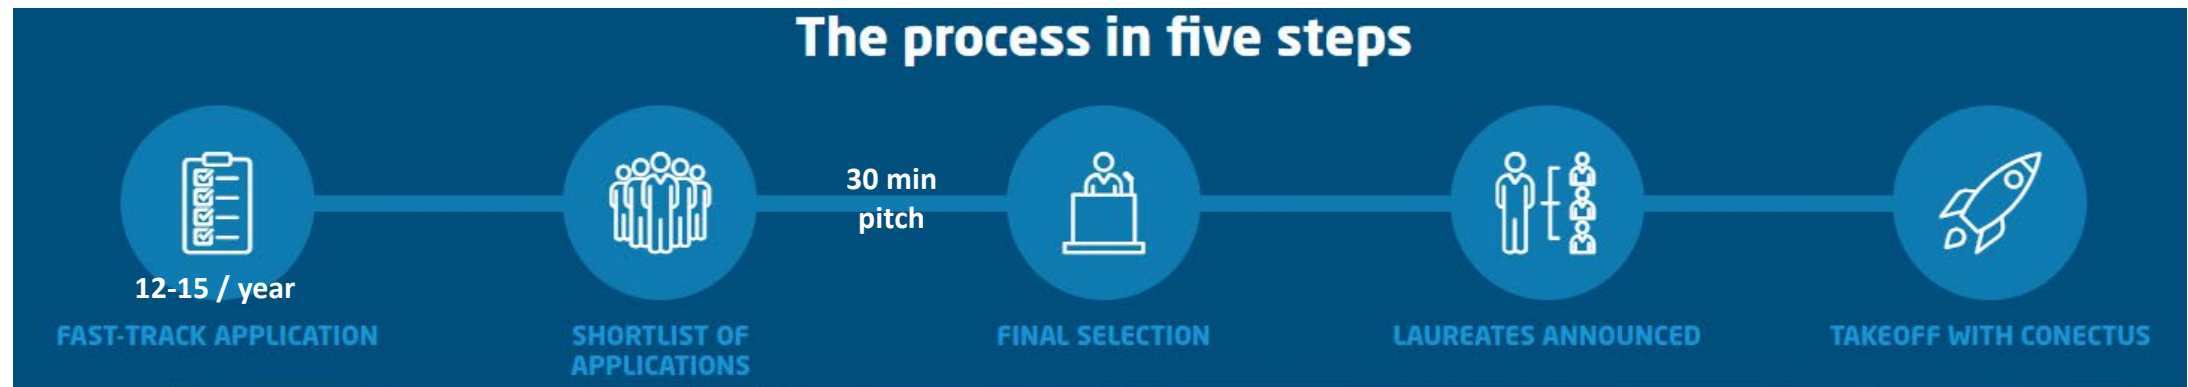 The process in five steps
30 min
pitch
12-15 / year
FAST-TRACK APPLICATION
SHORTLIST OF
APPLICATIONS
FINAL SELECTION
LAUREATES ANNOUNCED
TAKEOFF WITH CONECTUS